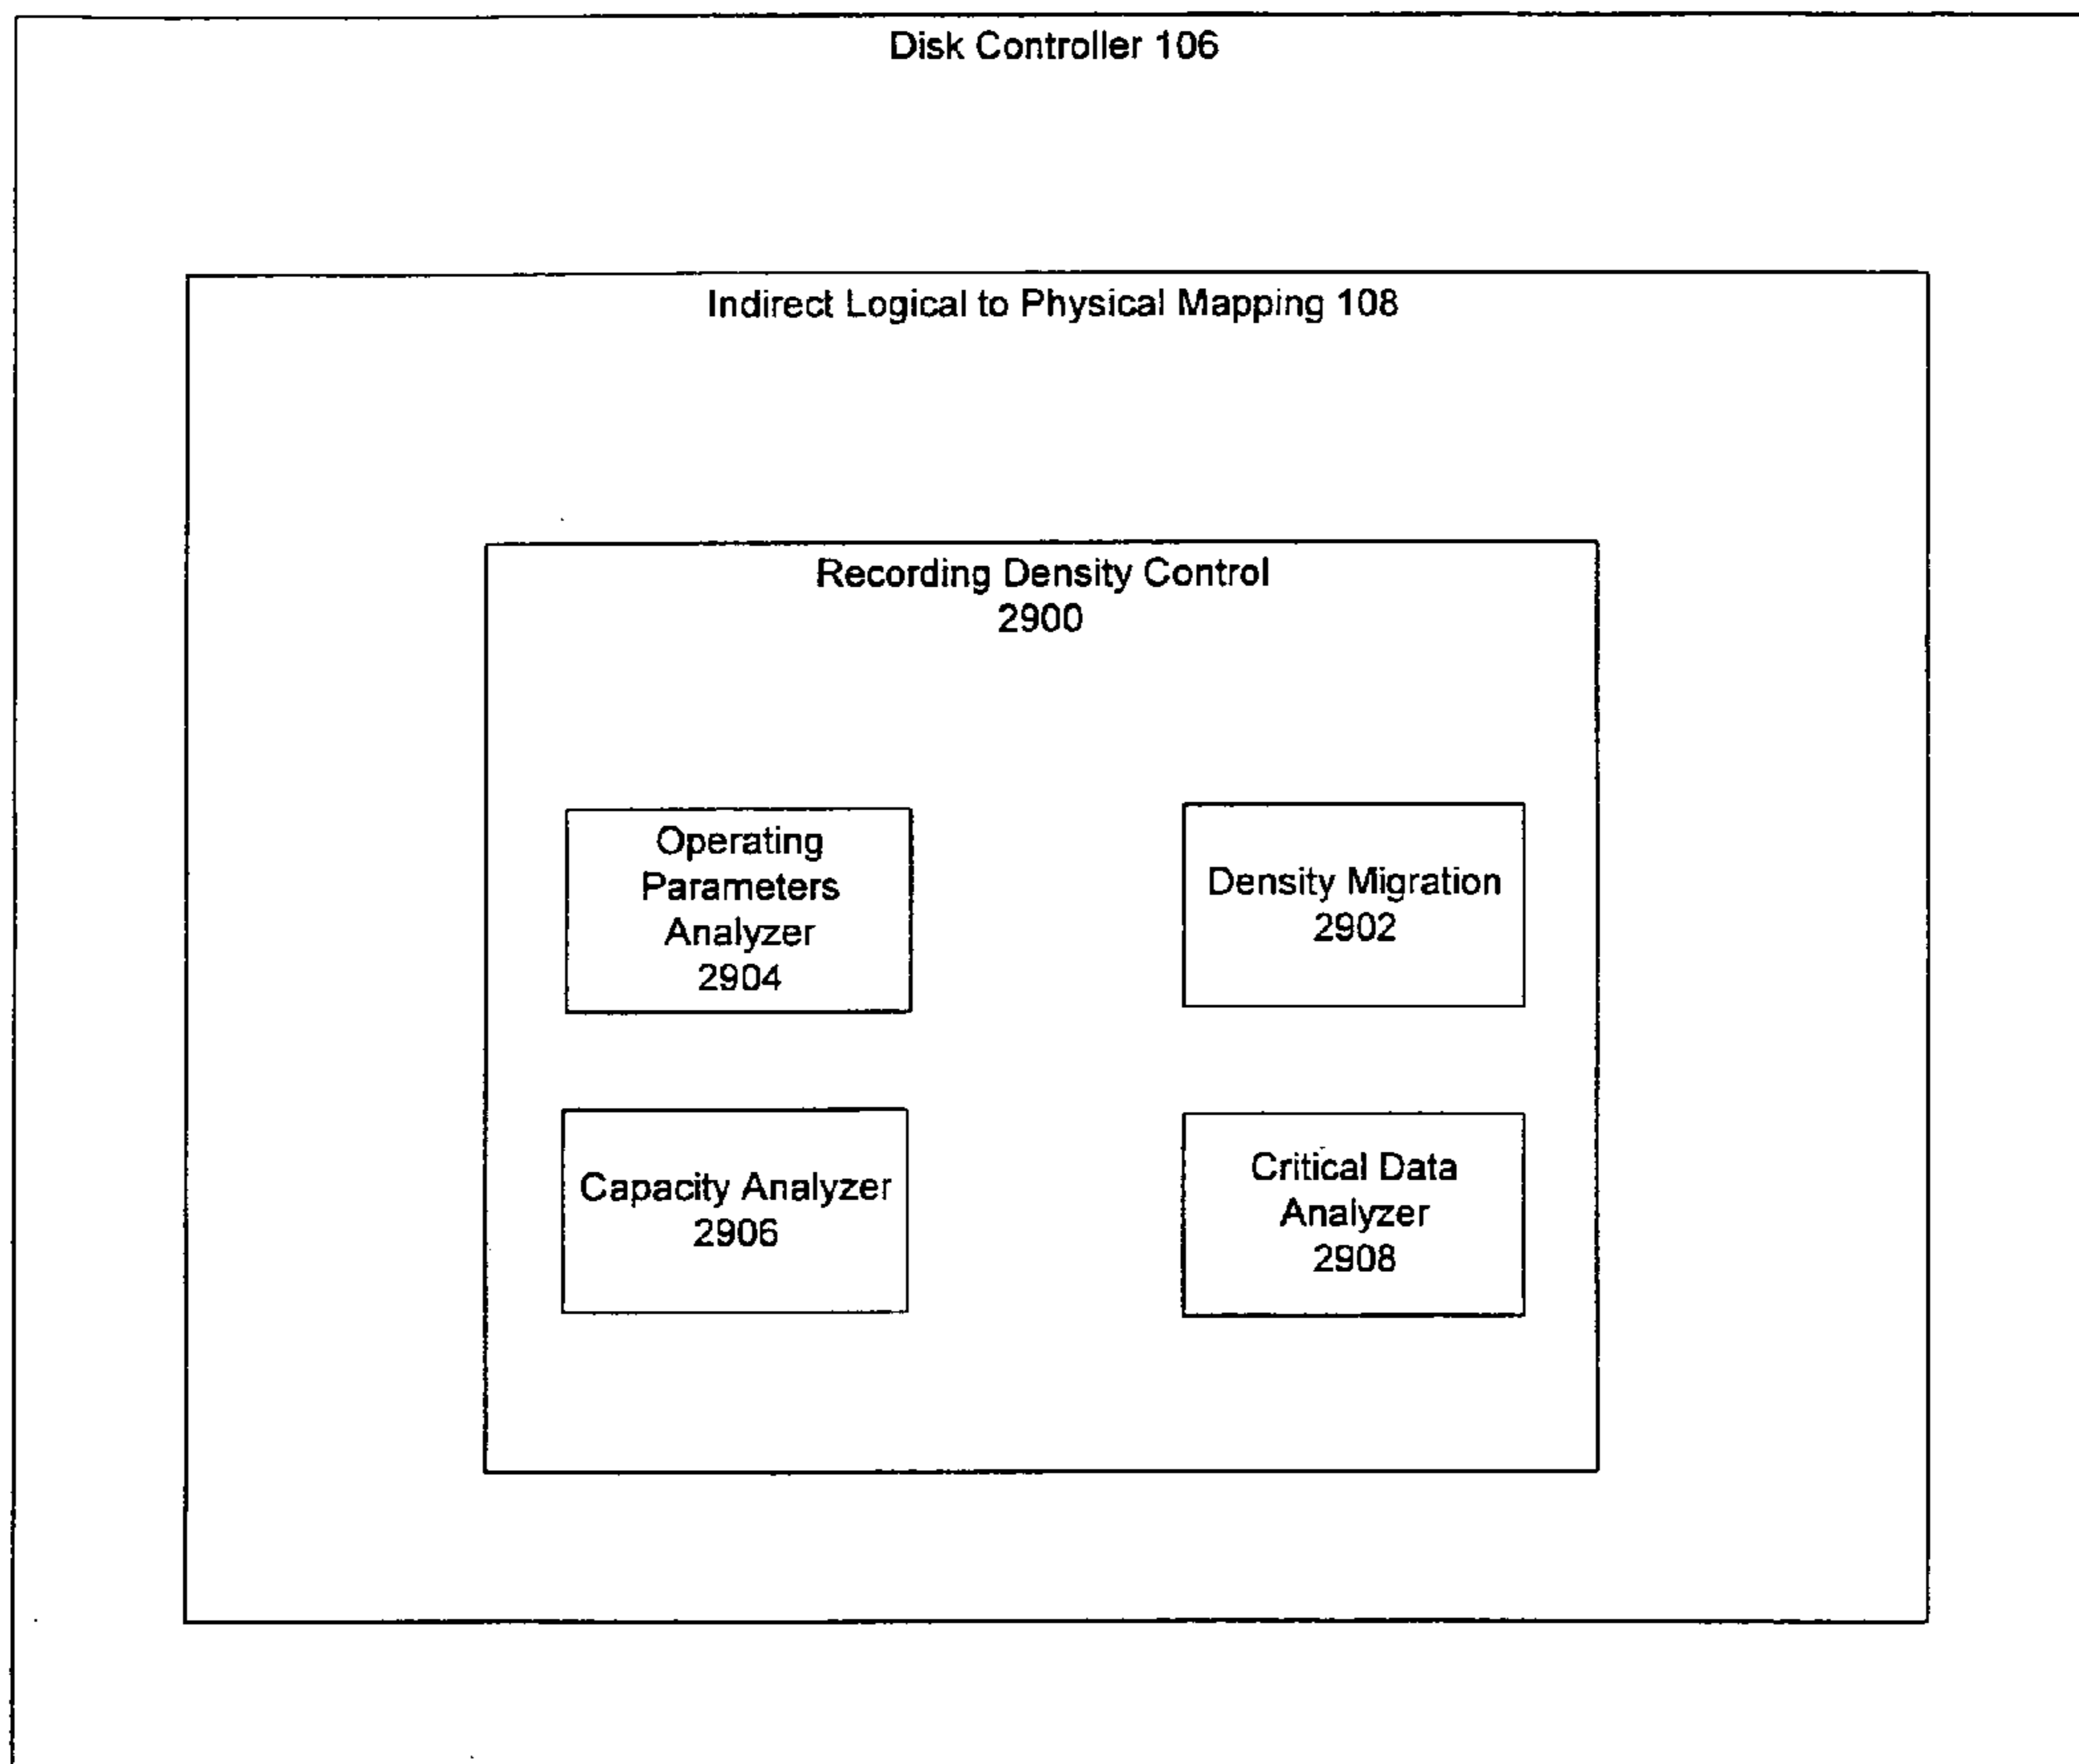 Disk Controller 106
Indirect Logical to Physical Mapping 108
Recording Density Control
2900
Operating
Parameters
Analyzer
2904
Density Migration
2902
Capacity Analyzer
2906
Critical Data
Analyzer
2908